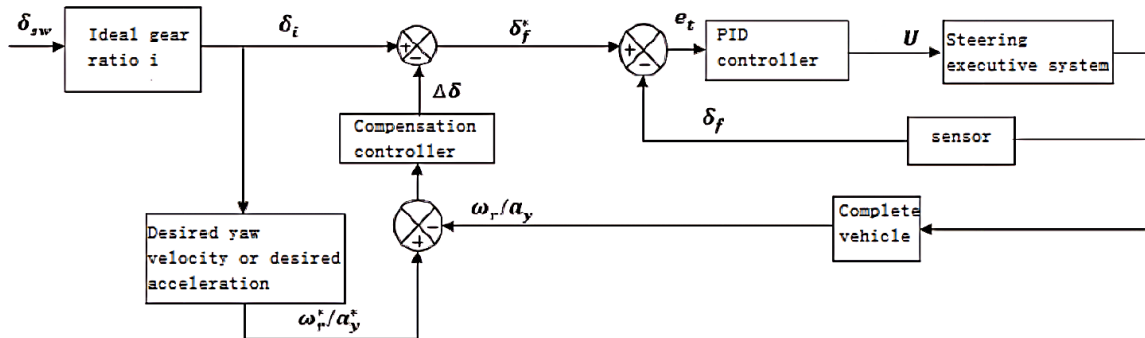 δsw
Ideal gear
ratio i
δi
+
-
δf*
+
-
et
PID
controller
U
Steering
executive system
Δδ
Compensation
controller
δf
sensor
ωr/ay
-
+
Complete
vehicle
Desired yaw
velocity or desired
acceleration
ωr*/ay*